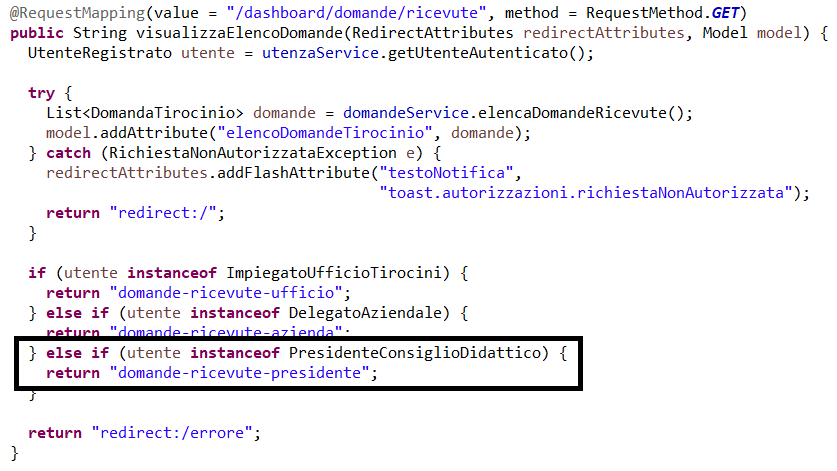 @RequestMapping(value = "/dashboard/domande/ricevute", method = RequestMethod.GET)
public String visualizzaElencoDomande(RedirectAttributes redirectAttributes, Model model) {
  UtenteRegistrato utente = utenzaService.getUtenteAutenticato();

  try {
    List<DomandaTirocinio> domande = domandeService.elencaDomandeRicevute();
    model.addAttribute("elencoDomandeTirocinio", domande);
  } catch (RichiestaNonAutorizzataException e) {
    redirectAttributes.addFlashAttribute("testoNotifica",
                                         "toast.autorizzazioni.richiestaNonAutorizzata");
    return "redirect:/";
  }

  if (utente instanceof ImpiegatoUfficioTirocini) {
    return "domande-ricevute-ufficio";
  } else if (utente instanceof DelegatoAziendale) {
    return "domande-ricevute-azienda";
  } else if (utente instanceof PresidenteConsiglioDidattico) {
    return "domande-ricevute-presidente";
  }

  return "redirect:/errore";
}